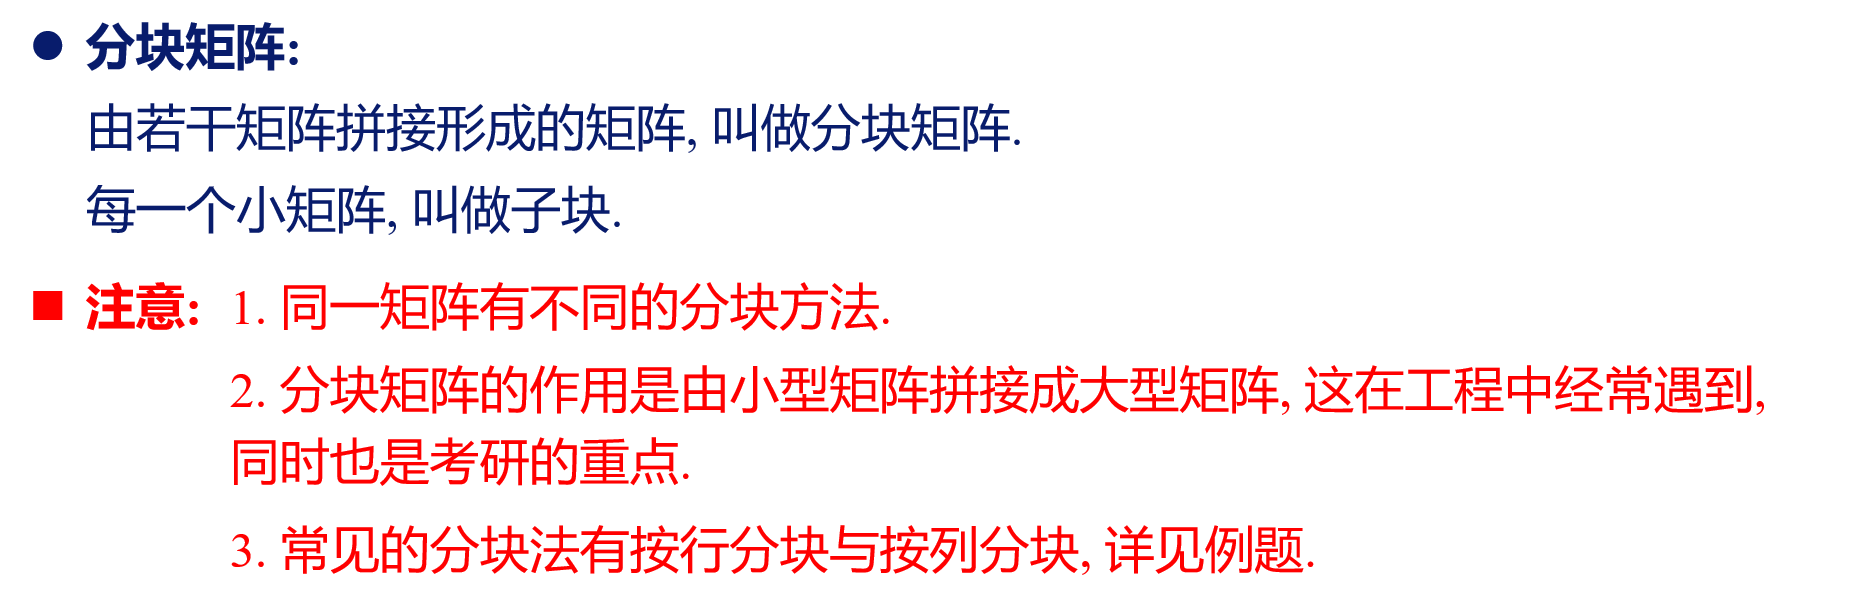 ● 分块矩阵:
由若干矩阵拼接形成的矩阵, 叫做分块矩阵.
每一个小矩阵, 叫做子块.
■ 注意: 1. 同一矩阵有不同的分块方法.
2. 分块矩阵的作用是由小型矩阵拼接成大型矩阵, 这在工程中经常遇到,
同时也是考研的重点.
3. 常见的分块法有按行分块与按列分块, 详见例题.